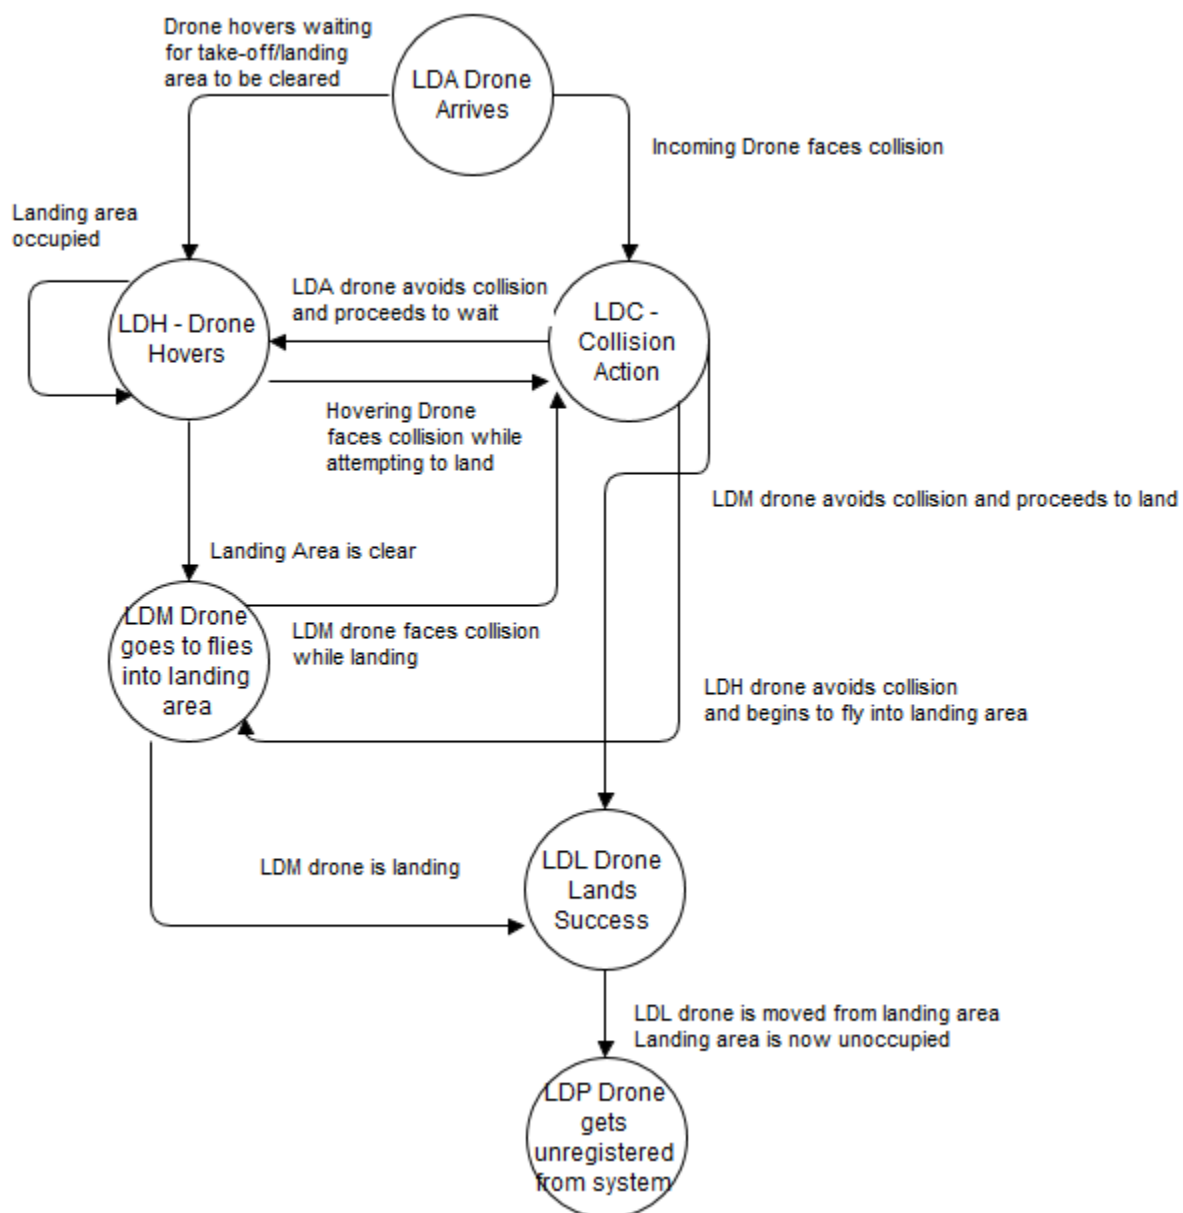 Drone hovers waiting
for take-off/landing
area to be cleared
LDA Drone
Arrives
Incoming Drone faces collision
Landing area
occupied
LDH - Drone
Hovers
LDA drone avoids collision
and proceeds to wait
LDC -
Collision
Action
Hovering Drone
faces collision while
attempting to land
LDM drone avoids collision and proceeds to land
Landing Area is clear
LDM Drone
goes to flies
into landing
area
LDM drone faces collision
while landing
LDH drone avoids collision
and begins to fly into landing area
LDM drone is landing
LDL Drone
Lands
Success
LDL drone is moved from landing area
Landing area is now unoccupied
LDP Drone
gets
unregistered
from system